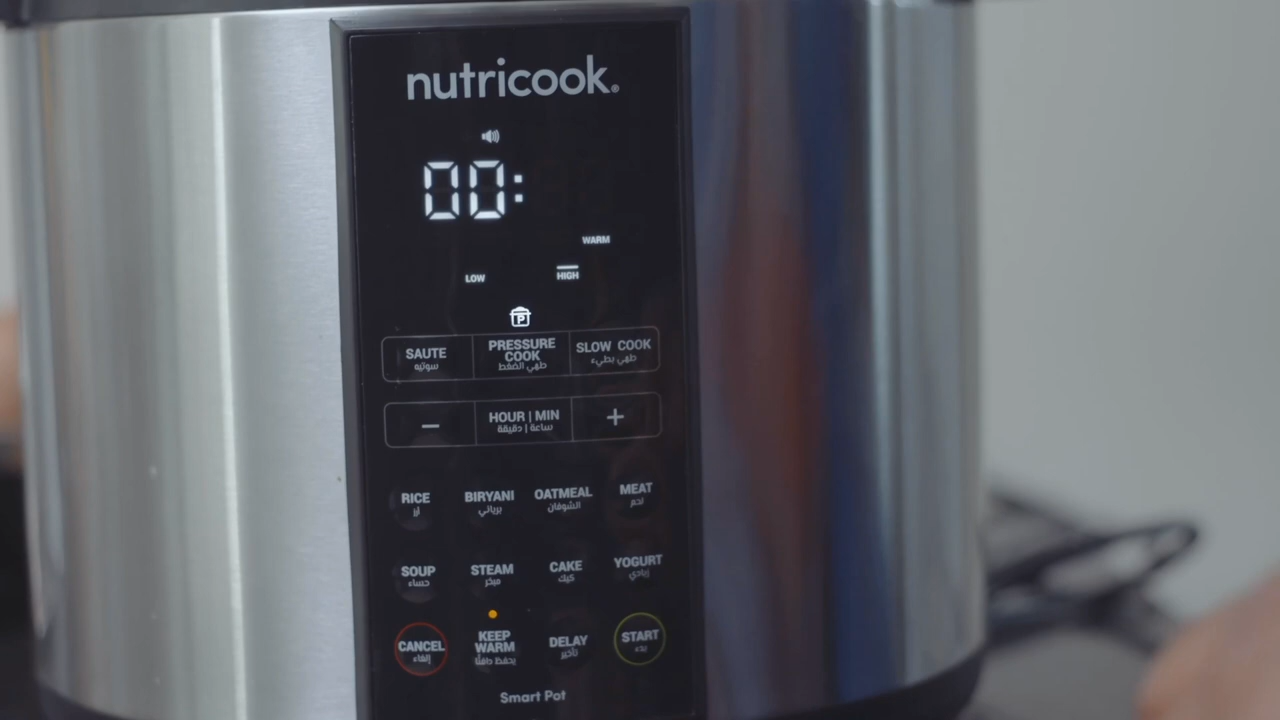 nutricook®
00:
WARM
LOW
HIGH
P
SAUTE
سوتيه
PRESSURE
COOK
طهي الضغط
SLOW COOK
طهي بطيء
−
HOUR | MIN
ساعة | دقيقة
+
RICE
أرز
BIRYANI
برياني
OATMEAL
الشوفان
MEAT
لحم
SOUP
حساء
STEAM
مبخر
CAKE
كيك
YOGURT
زبادي
CANCEL
إلغاء
KEEP
WARM
يحفظ دافئًا
DELAY
تأخير
START
بدء
Smart Pot